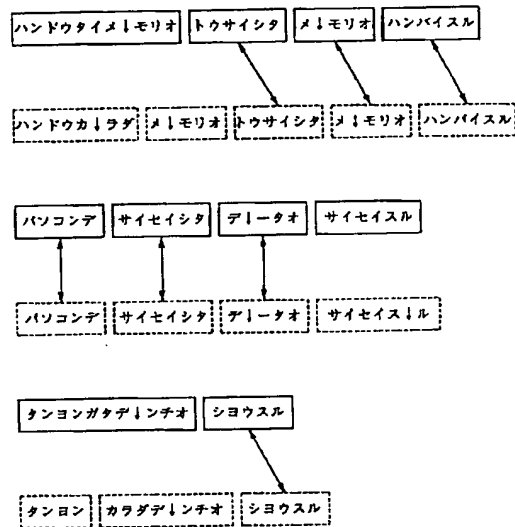 ハンドウタイメ↓モリオ トウサイシタ メ↓モリオ ハンバイスル
ハンドウカ↓ラダ メ↓モリオ トウサイシタ メ↓モリオ ハンバイスル
パソコンデ サイセイシタ デ↓ータオ サイセイスル
パソコンデ サイセイシタ デ↓ータオ サイセイス↓ル
タンヨンガタデ↓ンチオ シヨウスル
タンヨン カラダデ↓ンチオ シヨウスル